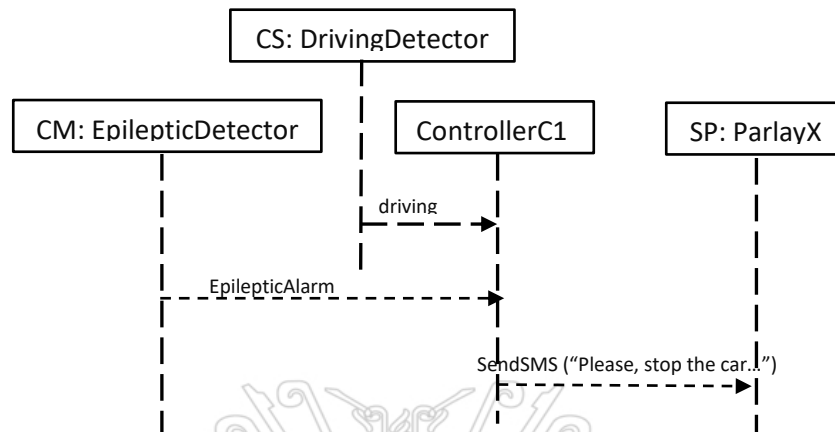 CS: DrivingDetector
CM: EpilepticDetector
ControllerC1
SP: ParlayX
driving
EpilepticAlarm
SendSMS (“Please, stop the car…”)